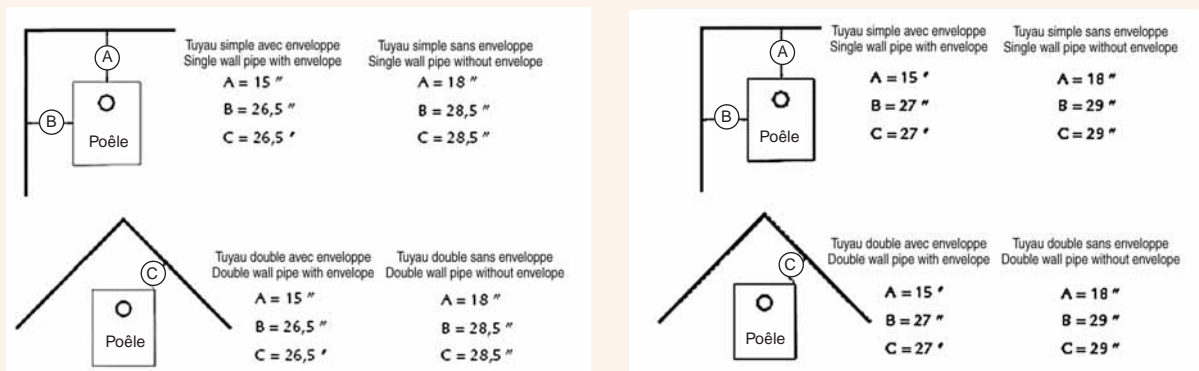 A
B
Poêle
Tuyau simple avec enveloppe
Single wall pipe with envelope
A = 15 "
B = 26,5 "
C = 26,5 '
Tuyau simple sans enveloppe
Single wall pipe without envelope
A = 18 "
B = 28,5 "
C = 28,5 "
C
Poêle
Tuyau double avec enveloppe
Double wall pipe with envelope
A = 15 "
B = 26,5 "
C = 26,5 '
Tuyau double sans enveloppe
Double wall pipe without envelope
A = 18 "
B = 28,5 "
C = 28,5 "
A
B
Poêle
Tuyau simple avec enveloppe
Single wall pipe with envelope
A = 15 '
B = 27 "
C = 27 '
Tuyau simple sans enveloppe
Single wall pipe without envelope
A = 18 "
B = 29 "
C = 29 "
C
Poêle
Tuyau double avec enveloppe
Double wall pipe with envelope
A = 15 '
B = 27 "
C = 27 '
Tuyau double sans enveloppe
Double wall pipe without envelope
A = 18 "
B = 29 "
C = 29 "